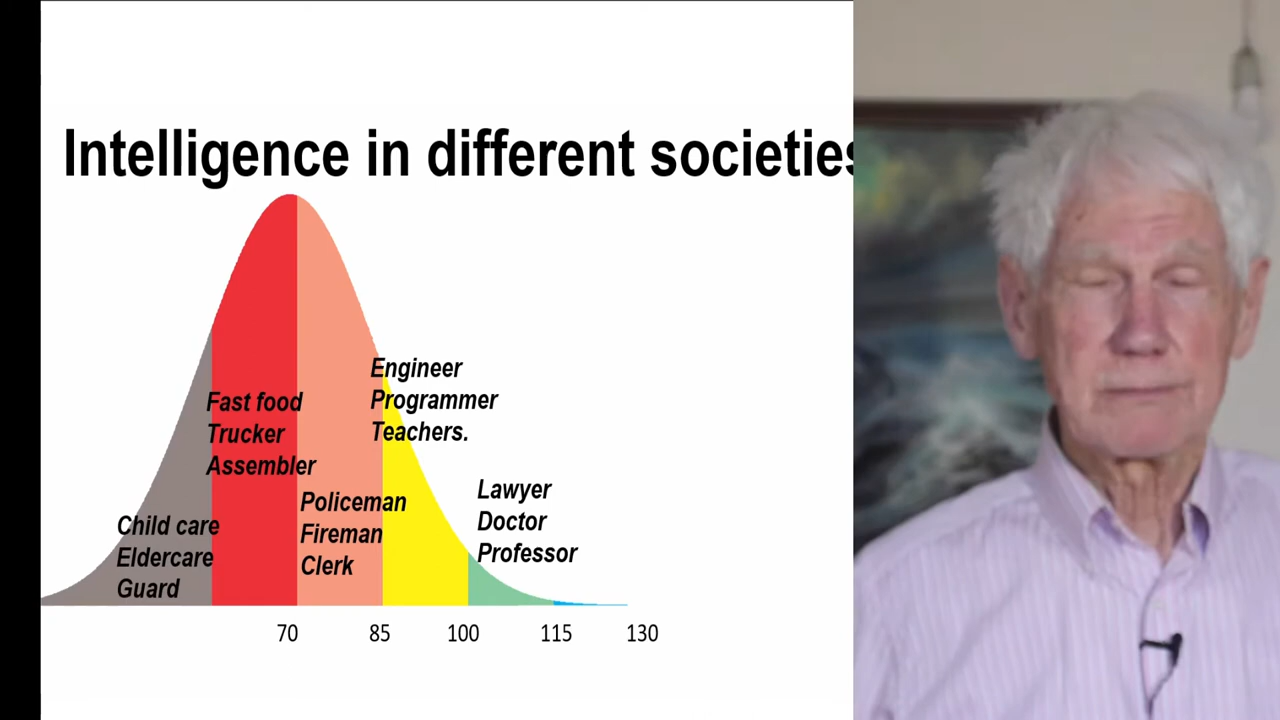 Intelligence in different societies
Engineer
Programmer
Teachers.
Fast food
Trucker
Assembler
Lawyer
Doctor
Professor
Policeman
Fireman
Clerk
Child care
Eldercare
Guard
70 85 100 115 130